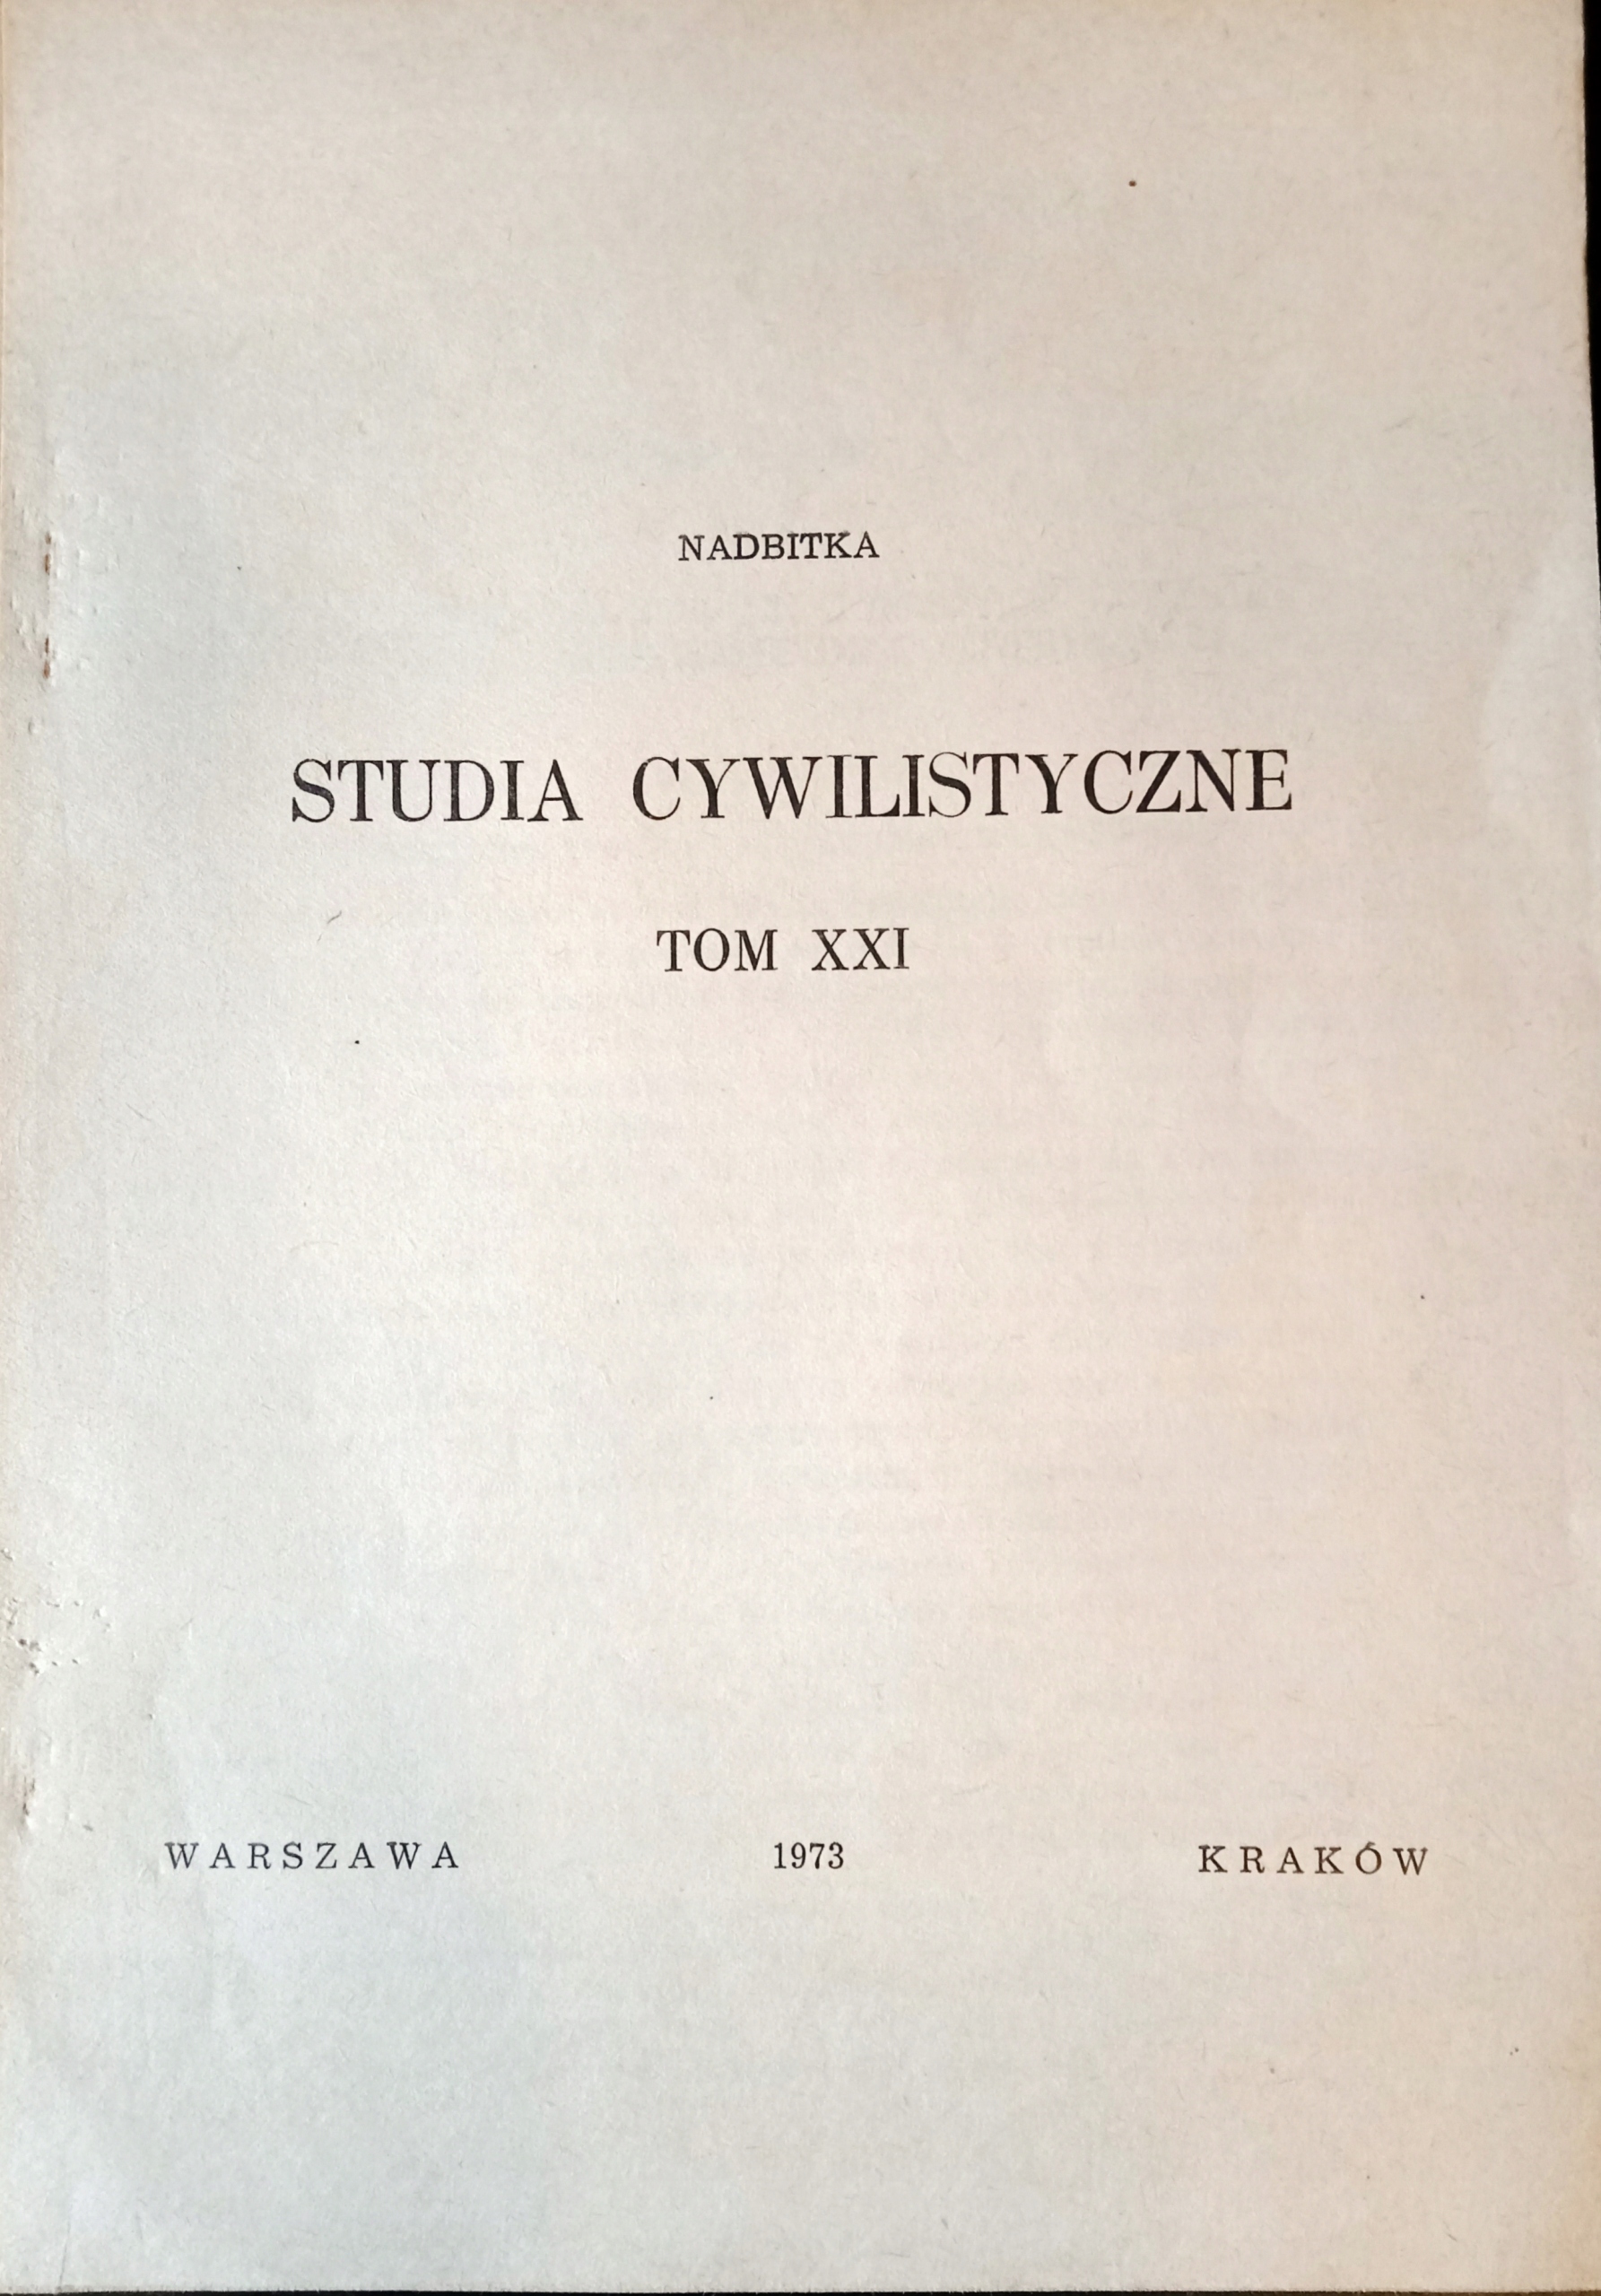 NADBITKA
STUDIA CYWILISTYCZNE
TOM XXI
WARSZAWA 1973 KRAKÓW